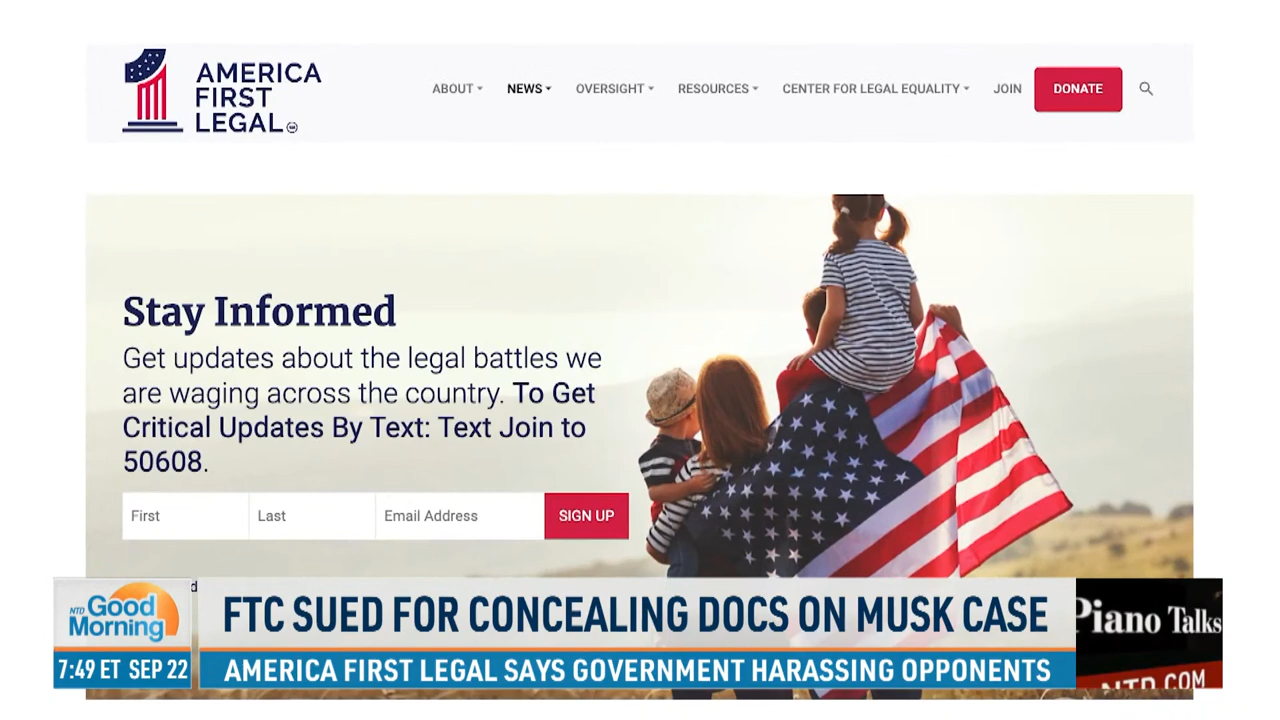 AMERICA
FIRST
LEGAL
ABOUT NEWS OVERSIGHT RESOURCES CENTER FOR LEGAL EQUALITY JOIN DONATE
Stay Informed
Get updates about the legal battles we
are waging across the country. To Get
Critical Updates By Text: Text Join to
50608.
First Last Email Address SIGN UP
NTD Good
Morning
7:49 ET SEP 22
FTC SUED FOR CONCEALING DOCS ON MUSK CASE
AMERICA FIRST LEGAL SAYS GOVERNMENT HARASSING OPPONENTS
Piano Talks
NTD.COM